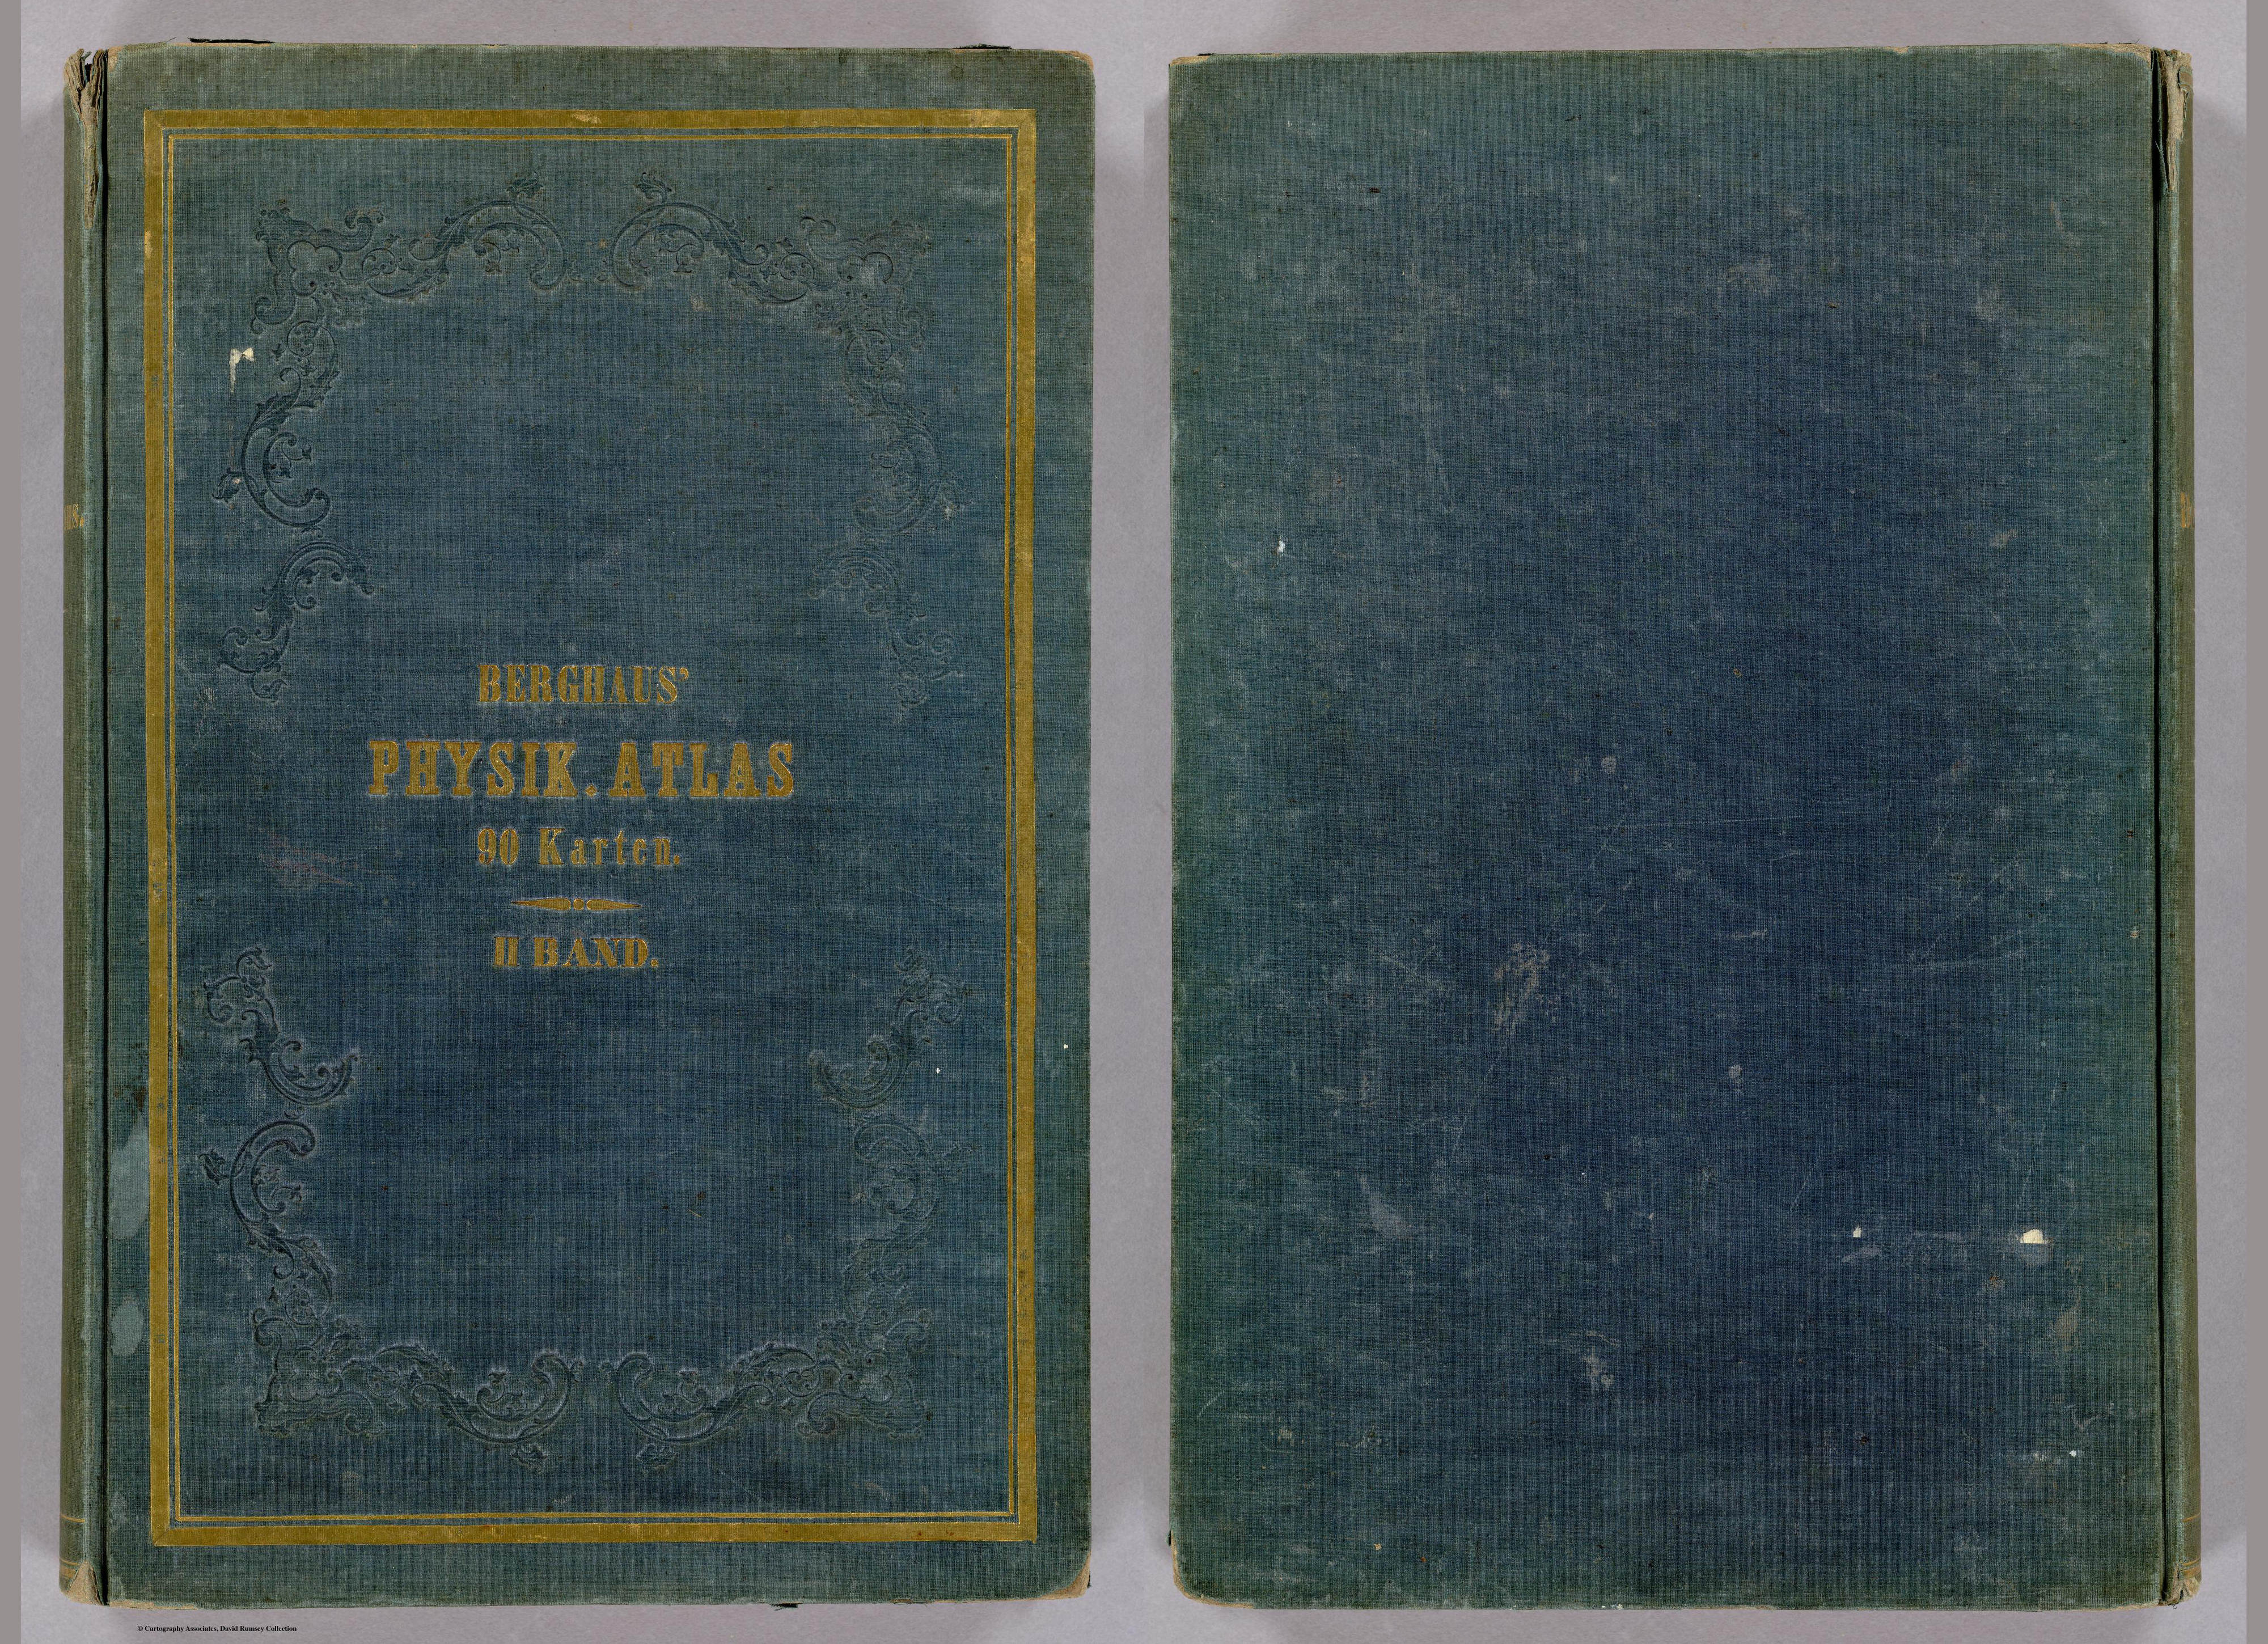 BERGHAUS'
PHYSIK. ATLAS
90 Karten.
II BAND.
© Cartography Associates, David Rumsey Collection